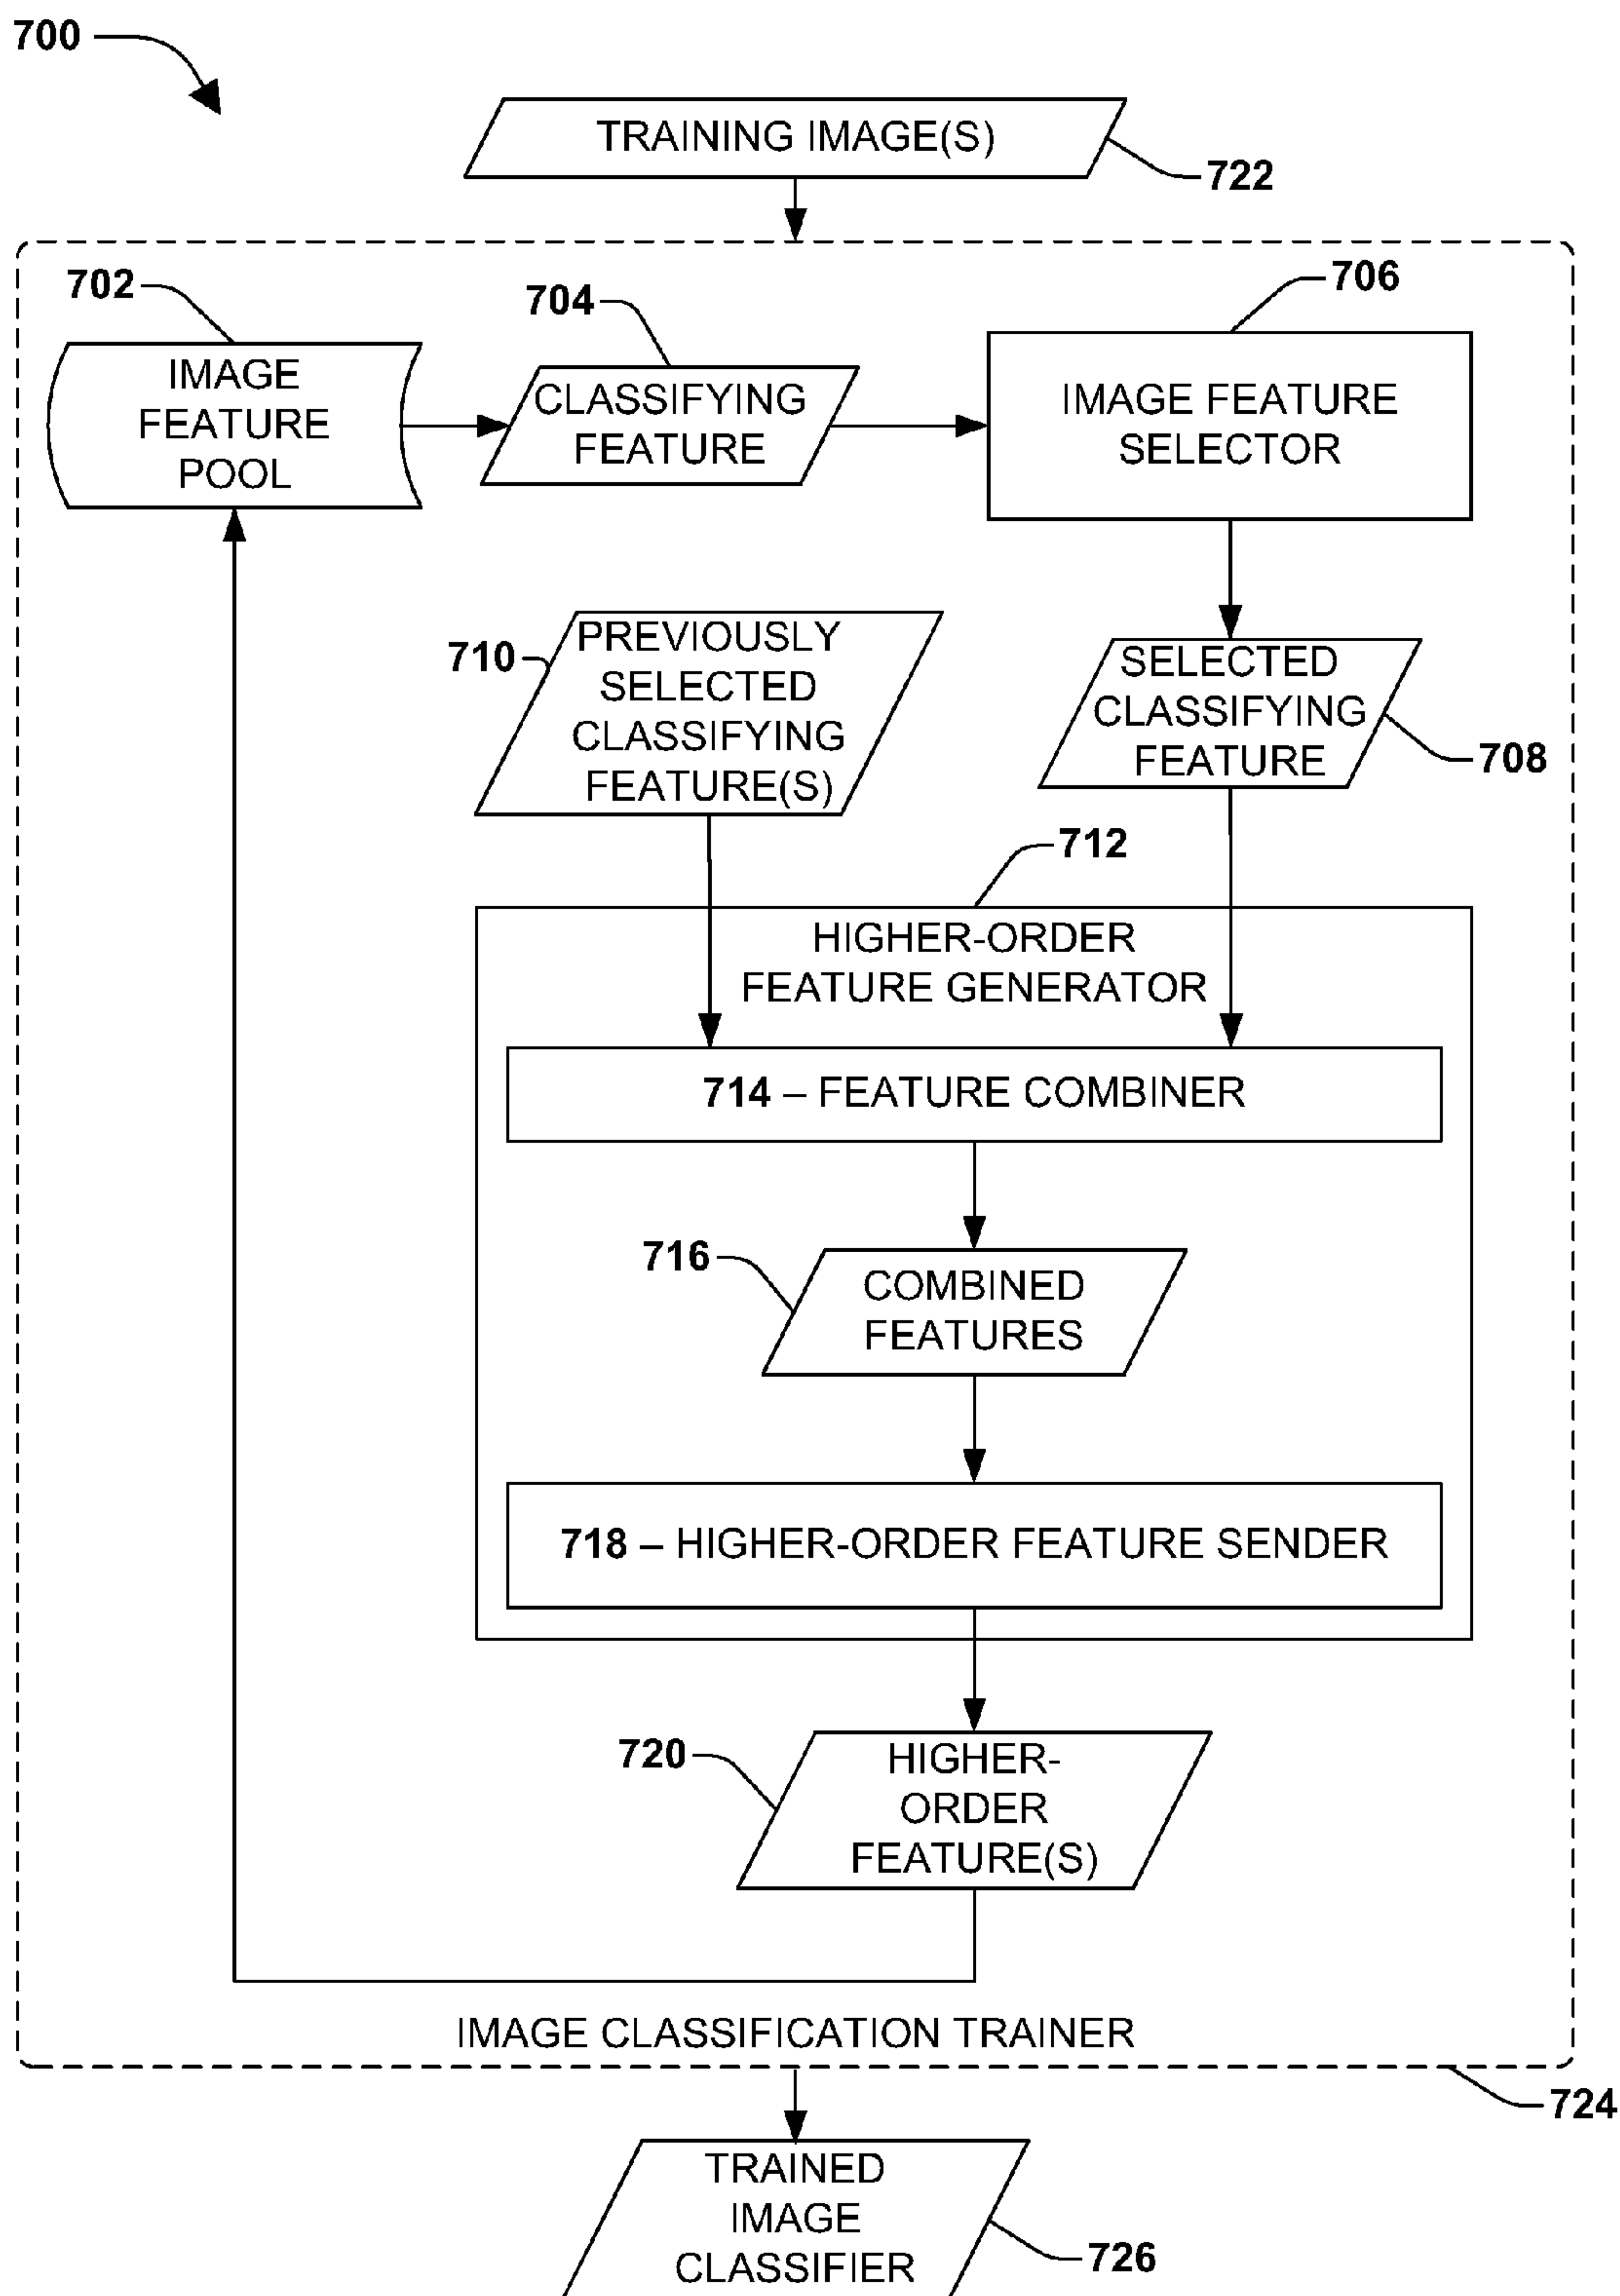 700
TRAINING IMAGE(S)
722
702
704
706
IMAGE
FEATURE
POOL
CLASSIFYING
FEATURE
IMAGE FEATURE
SELECTOR
710
PREVIOUSLY
SELECTED
CLASSIFYING
FEATURE(S)
SELECTED
CLASSIFYING
FEATURE
708
712
HIGHER-ORDER
FEATURE GENERATOR
714 – FEATURE COMBINER
716
COMBINED
FEATURES
718 – HIGHER-ORDER FEATURE SENDER
720
HIGHER-
ORDER
FEATURE(S)
IMAGE CLASSIFICATION TRAINER
724
TRAINED
IMAGE
CLASSIFIER
726